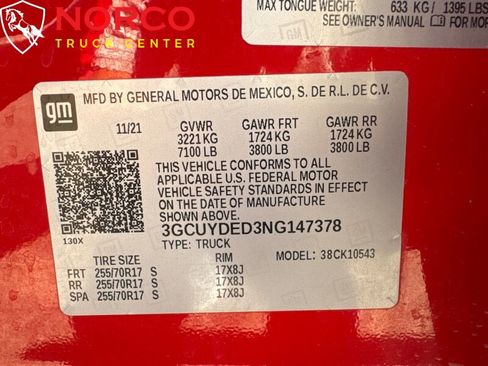 NORCO
TRUCK CENTER
MAX TONGUE WEIGHT: 633 KG / 1395 LBS
SEE OWNER'S MANUAL FOR MOR
gm
MFD BY GENERAL MOTORS DE MEXICO, S. DE R.L. DE C.V.
11/21 GVWR GAWR FRT GAWR RR
3221 KG 1724 KG 1724 KG
7100 LB 3800 LB 3800 LB
THIS VEHICLE CONFORMS TO ALL
APPLICABLE U.S. FEDERAL MOTOR
VEHICLE SAFETY STANDARDS IN EFFECT
ON THE DATE OF MANUFACTURE
SHOWN ABOVE.
130X
3GCUYDED3NG147378
TYPE: TRUCK MODEL: 38CK10543
TIRE SIZE RIM
FRT 255/70R17 S 17X8J
RR 255/70R17 S 17X8J
SPA 255/70R17 S 17X8J